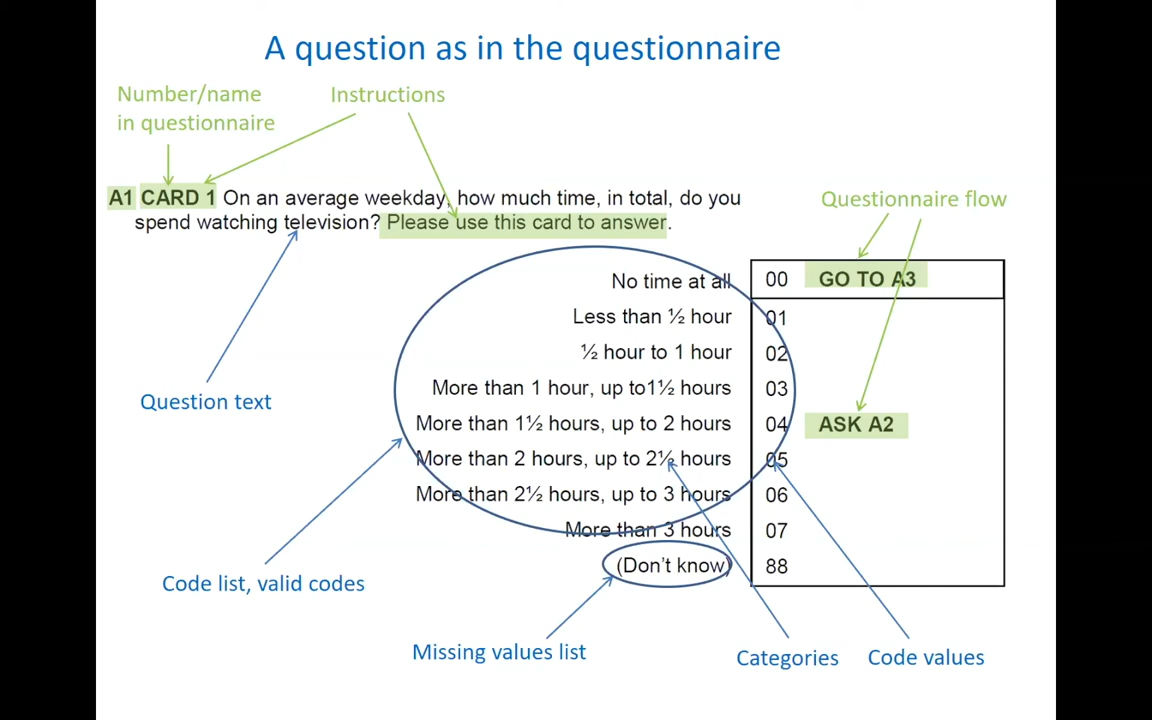 A question as in the questionnaire
Number/name
in questionnaire
Instructions
A1 CARD 1 On an average weekday, how much time, in total, do you
spend watching television? Please use this card to answer.
Questionnaire flow
No time at all 00 GO TO A3
Less than ½ hour 01
½ hour to 1 hour 02
More than 1 hour, up to1½ hours 03
More than 1½ hours, up to 2 hours 04 ASK A2
More than 2 hours, up to 2½ hours 05
More than 2½ hours, up to 3 hours 06
More than 3 hours 07
(Don't know) 88
Question text
Code list, valid codes
Missing values list
Categories
Code values